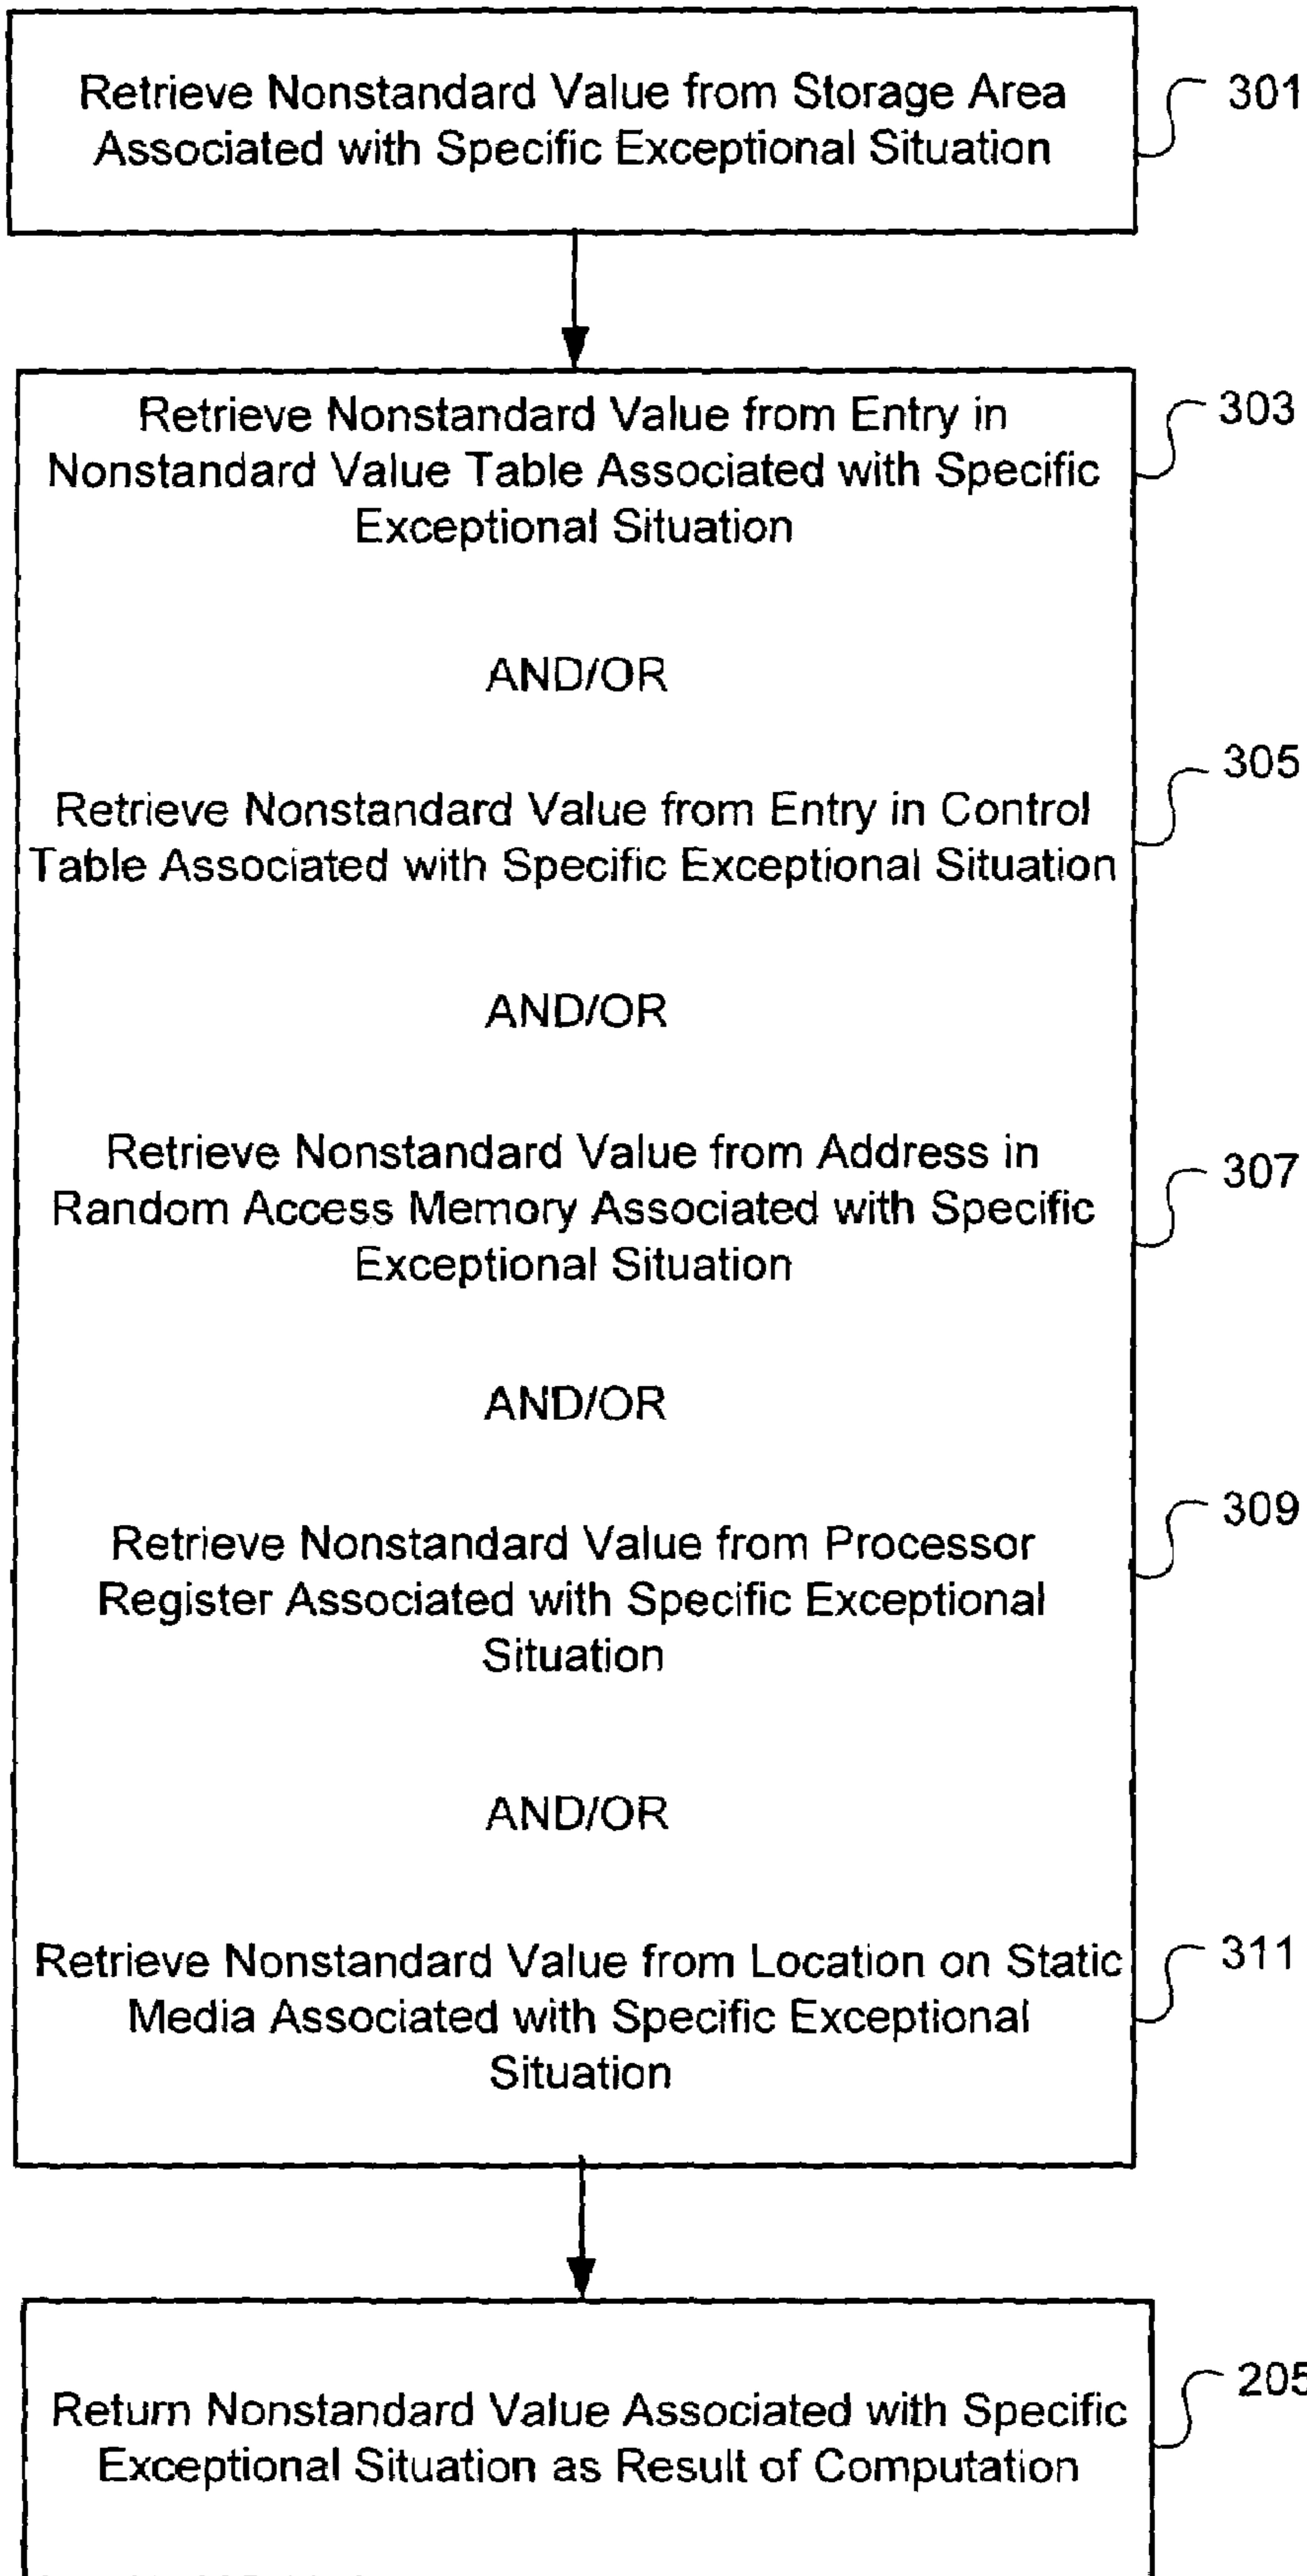 Retrieve Nonstandard Value from Storage Area
Associated with Specific Exceptional Situation
301
Retrieve Nonstandard Value from Entry in
Nonstandard Value Table Associated with Specific
Exceptional Situation
303
AND/OR
305
Retrieve Nonstandard Value from Entry in Control
Table Associated with Specific Exceptional Situation
AND/OR
Retrieve Nonstandard Value from Address in
Random Access Memory Associated with Specific
Exceptional Situation
307
AND/OR
309
Retrieve Nonstandard Value from Processor
Register Associated with Specific Exceptional
Situation
AND/OR
Retrieve Nonstandard Value from Location on Static
Media Associated with Specific Exceptional
Situation
311
205
Return Nonstandard Value Associated with Specific
Exceptional Situation as Result of Computation